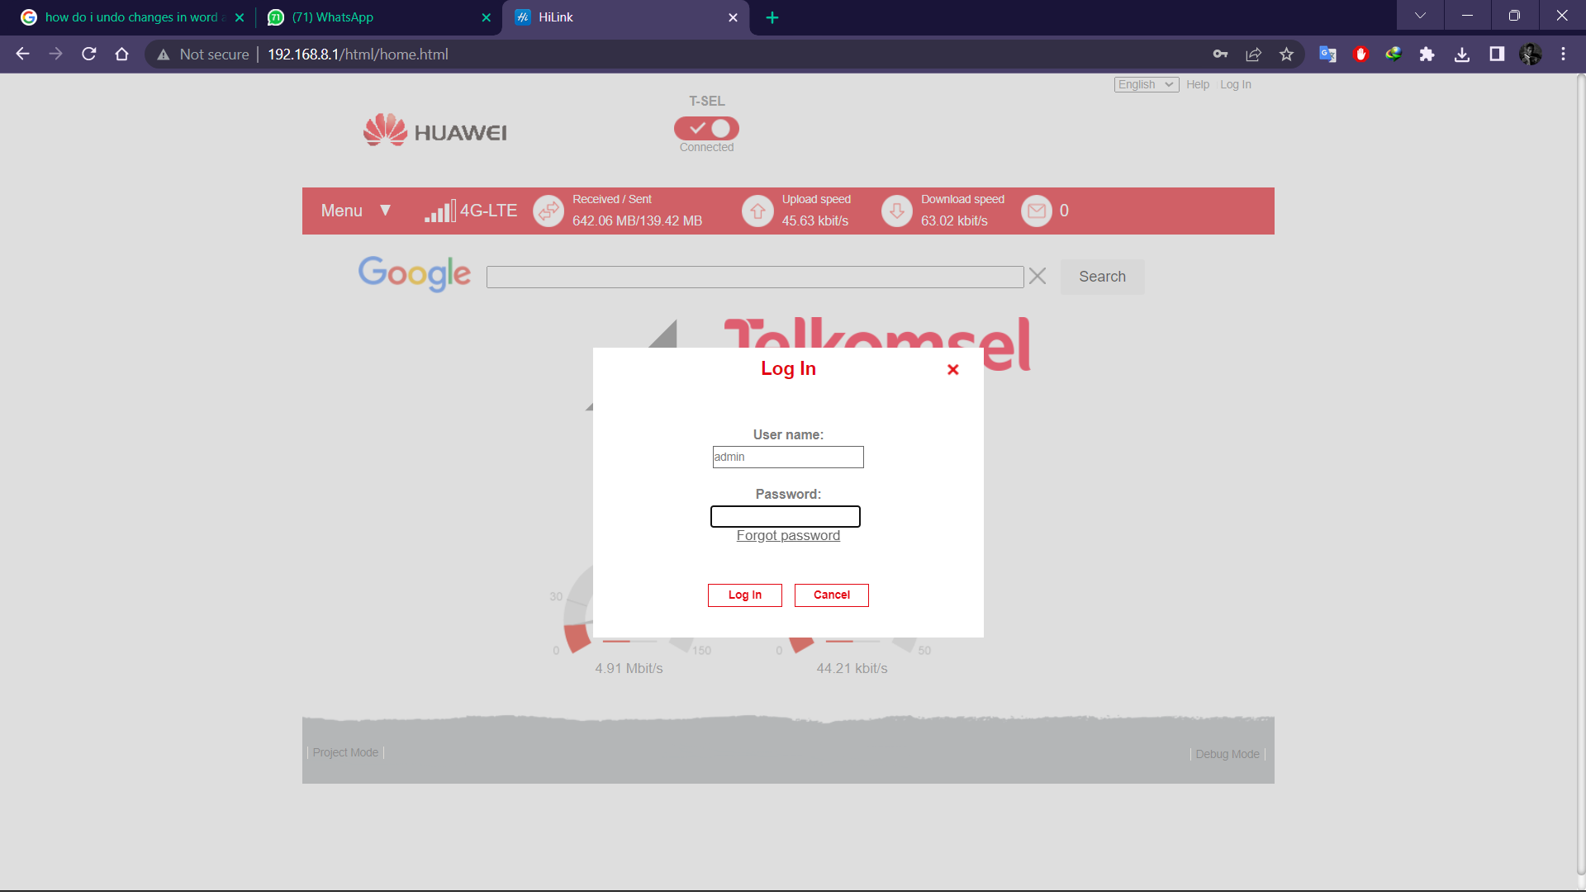 how do i undo changes in word a
(71) WhatsApp
HiLink
Not secure
192.168.8.1/html/home.html
English
Help
Log In
T-SEL
HUAWEI
Connected
Menu ▼
4G-LTE
Received / Sent
642.06 MB/139.42 MB
Upload speed
45.63 kbit/s
Download speed
63.02 kbit/s
0
Google
Search
Telkomsel
Log In
User name:
admin
Password:
Forgot password
Log In
Cancel
30
0
150
0
50
4.91 Mbit/s
44.21 kbit/s
Project Mode
Debug Mode